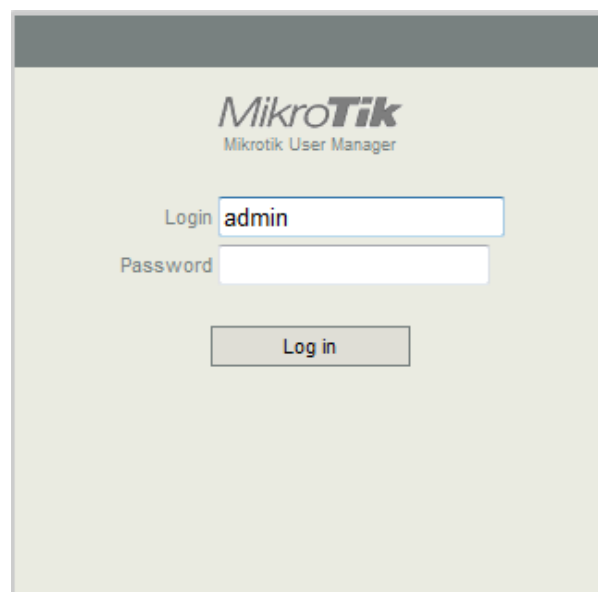 MikroTik
Mikrotik User Manager
Login admin
Password
Log in